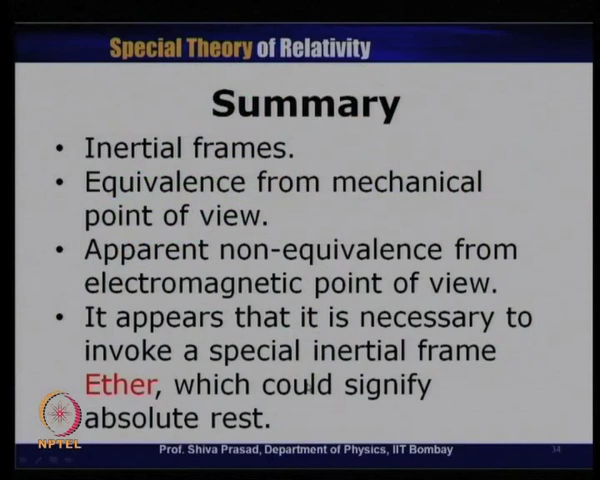 Special Theory of Relativity
Summary
• Inertial frames.
• Equivalence from mechanical
point of view.
• Apparent non-equivalence from
electromagnetic point of view.
• It appears that it is necessary to
invoke a special inertial frame
Ether, which could signify
absolute rest.
NPTEL
Prof. Shiva Prasad, Department of Physics, IIT Bombay
34